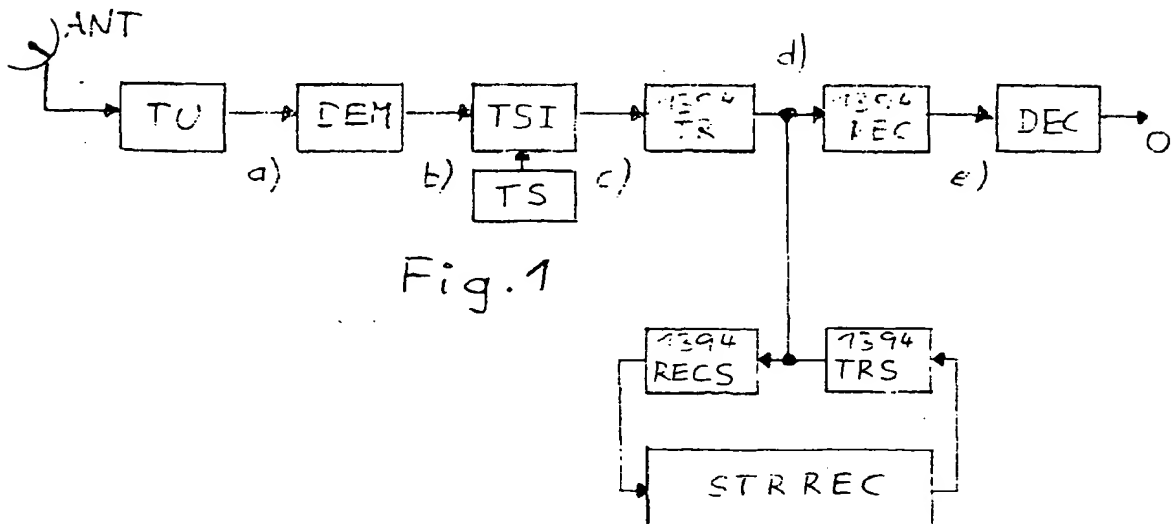 ANT
d)
TU
DEM
TSI
1394
TR
1394
REC
DEC
O
a)
b)
TS
c)
e)
Fig. 1
1394
RECS
1394
TRS
STRREC